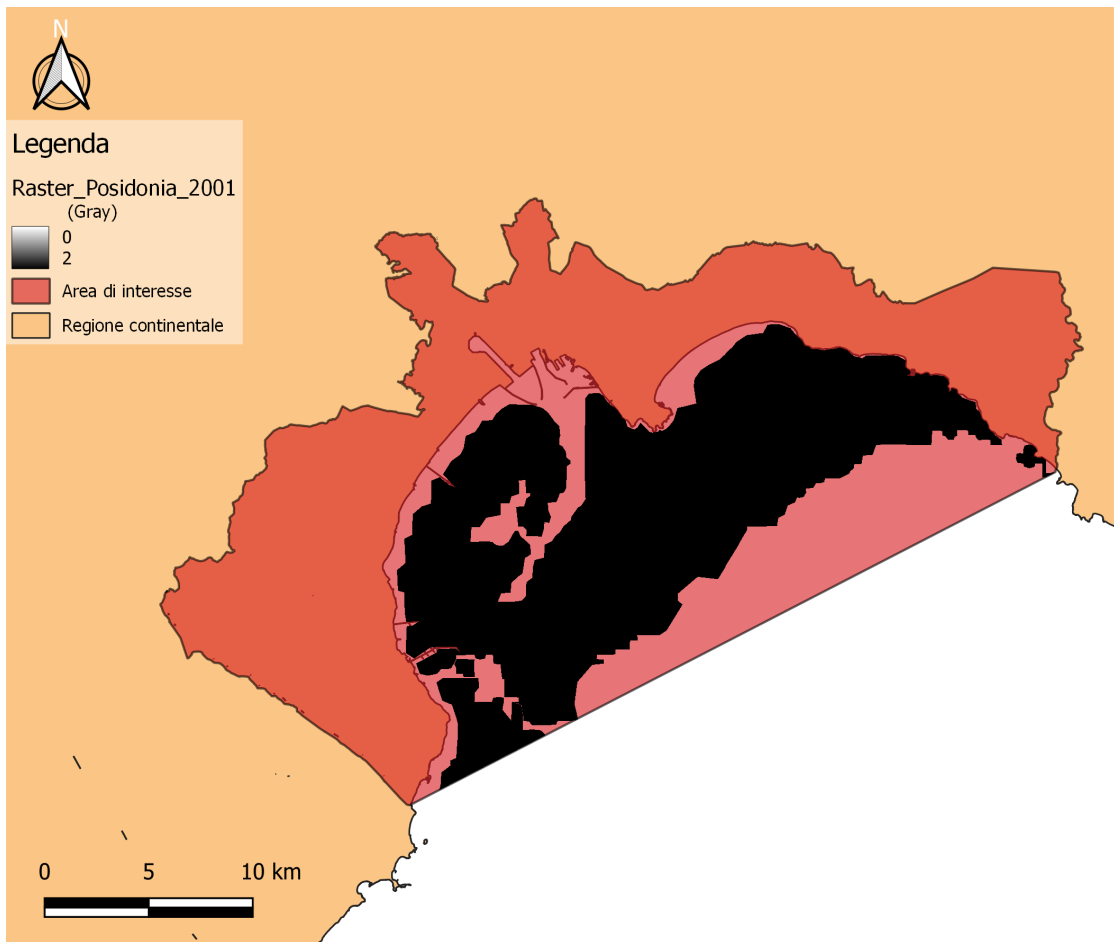 N
Legenda
Raster_Posidonia_2001
(Gray)
0
2
Area di interesse
Regione continentale
0 5 10 km